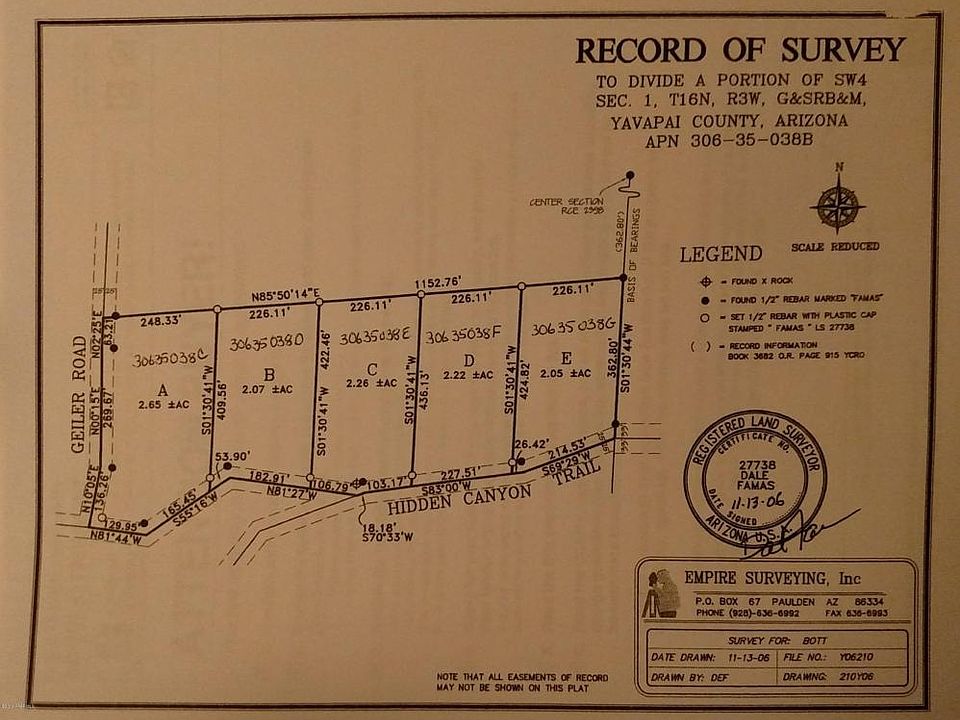 RECORD OF SURVEY
TO DIVIDE A PORTION OF SW4
SEC. 1, T16N, R3W, G&SRB&M,
YAVAPAI COUNTY, ARIZONA
APN 306-35-038B
N
SCALE REDUCED
CENTER SECTION
RCE 2998
(362.80')
BASIS OF BEARINGS
LEGEND
= FOUND X ROCK
= FOUND 1/2" REBAR MARKED "FAMAS"
= SET 1/2" REBAR WITH PLASTIC CAP
STAMPED " FAMAS " LS 27738
( ) = RECORD INFORMATION
BOOK 3682 O.R. PAGE 915 YCRO
1152.76'
N85°50'14"E
248.33'
226.11'
226.11'
226.11'
226.11'
GEILER ROAD
25' 25'
N02°25'E
63.21'
N00°15'E
269.67'
N10°05'E
136.26'
30635038C
A
2.65 ±AC
S01°30'41"W
409.56'
30635038D
B
2.07 ±AC
S01°30'41"W
422.46'
30635038E
C
2.26 ±AC
S01°30'41"W
436.13'
30635038F
D
2.22 ±AC
S01°30'41"W
424.82'
30635038G
E
2.05 ±AC
362.80'
S01°30'44"W
129.95'
N81°44'W
165.45'
S55°16'W
53.90'
182.91'
N81°27'W
106.79'
103.17'
18.18'
S70°33'W
227.51'
S83°00'W
26.42'
214.53'
S69°29'W
HIDDEN CANYON TRAIL
REGISTERED LAND SURVEYOR
CERTIFICATE NO.
27738
DALE
FAMAS
11-13-06
DATE SIGNED
ARIZONA U.S.A.
EMPIRE SURVEYING, Inc
P.O. BOX 67 PAULDEN AZ 86334
PHONE (928)-636-6992 FAX 636-6993
SURVEY FOR: BOTT
DATE DRAWN: 11-13-06 FILE NO.: Y06210
DRAWN BY: DEF DRAWING: 210Y06
NOTE THAT ALL EASEMENTS OF RECORD
MAY NOT BE SHOWN ON THIS PLAT